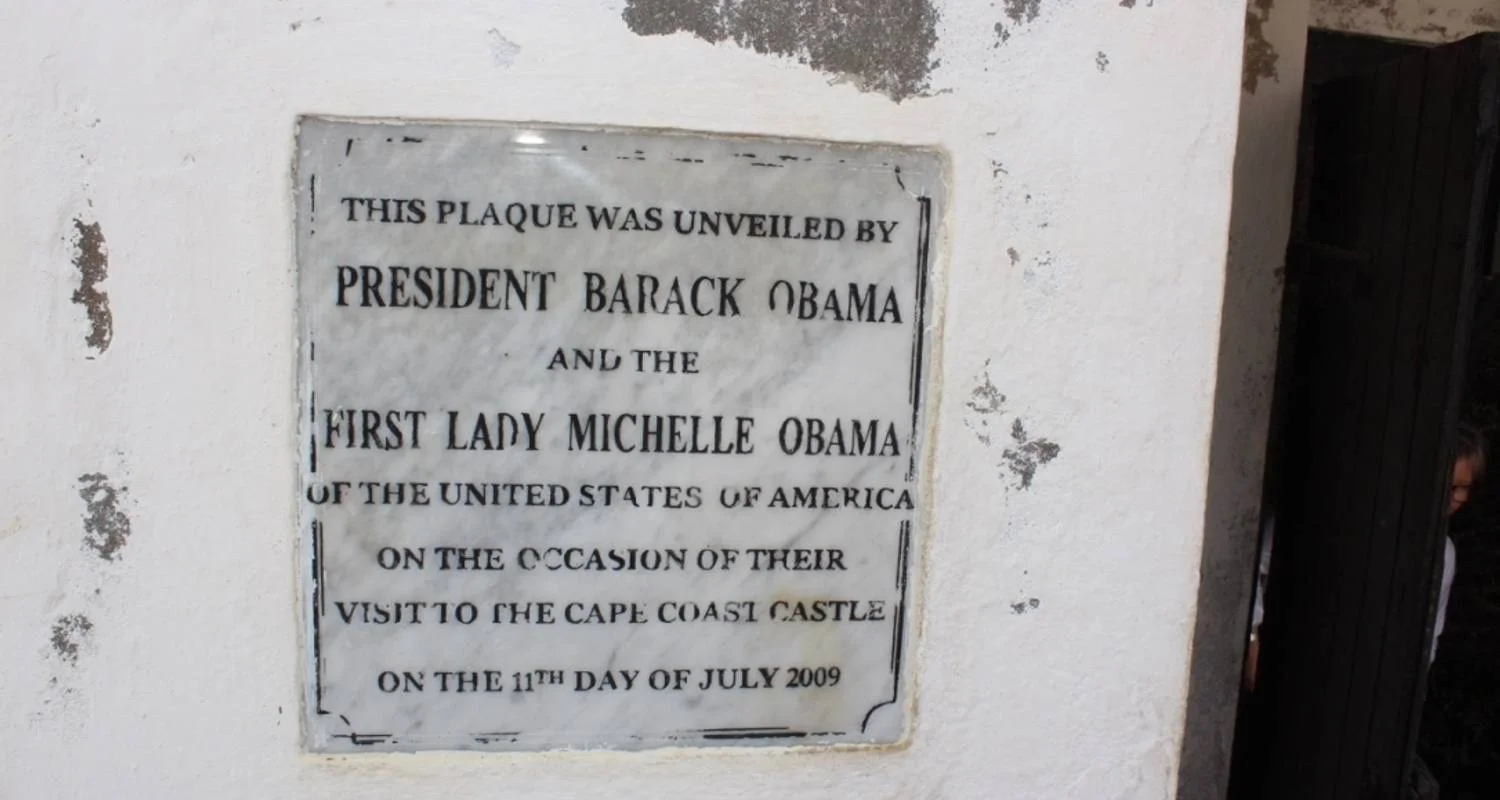 THIS PLAQUE WAS UNVEILED BY
PRESIDENT BARACK OBAMA
AND THE
FIRST LADY MICHELLE OBAMA
OF THE UNITED STATES OF AMERICA
ON THE OCCASION OF THEIR
VISIT TO THE CAPE COAST CASTLE
ON THE 11TH DAY OF JULY 2009